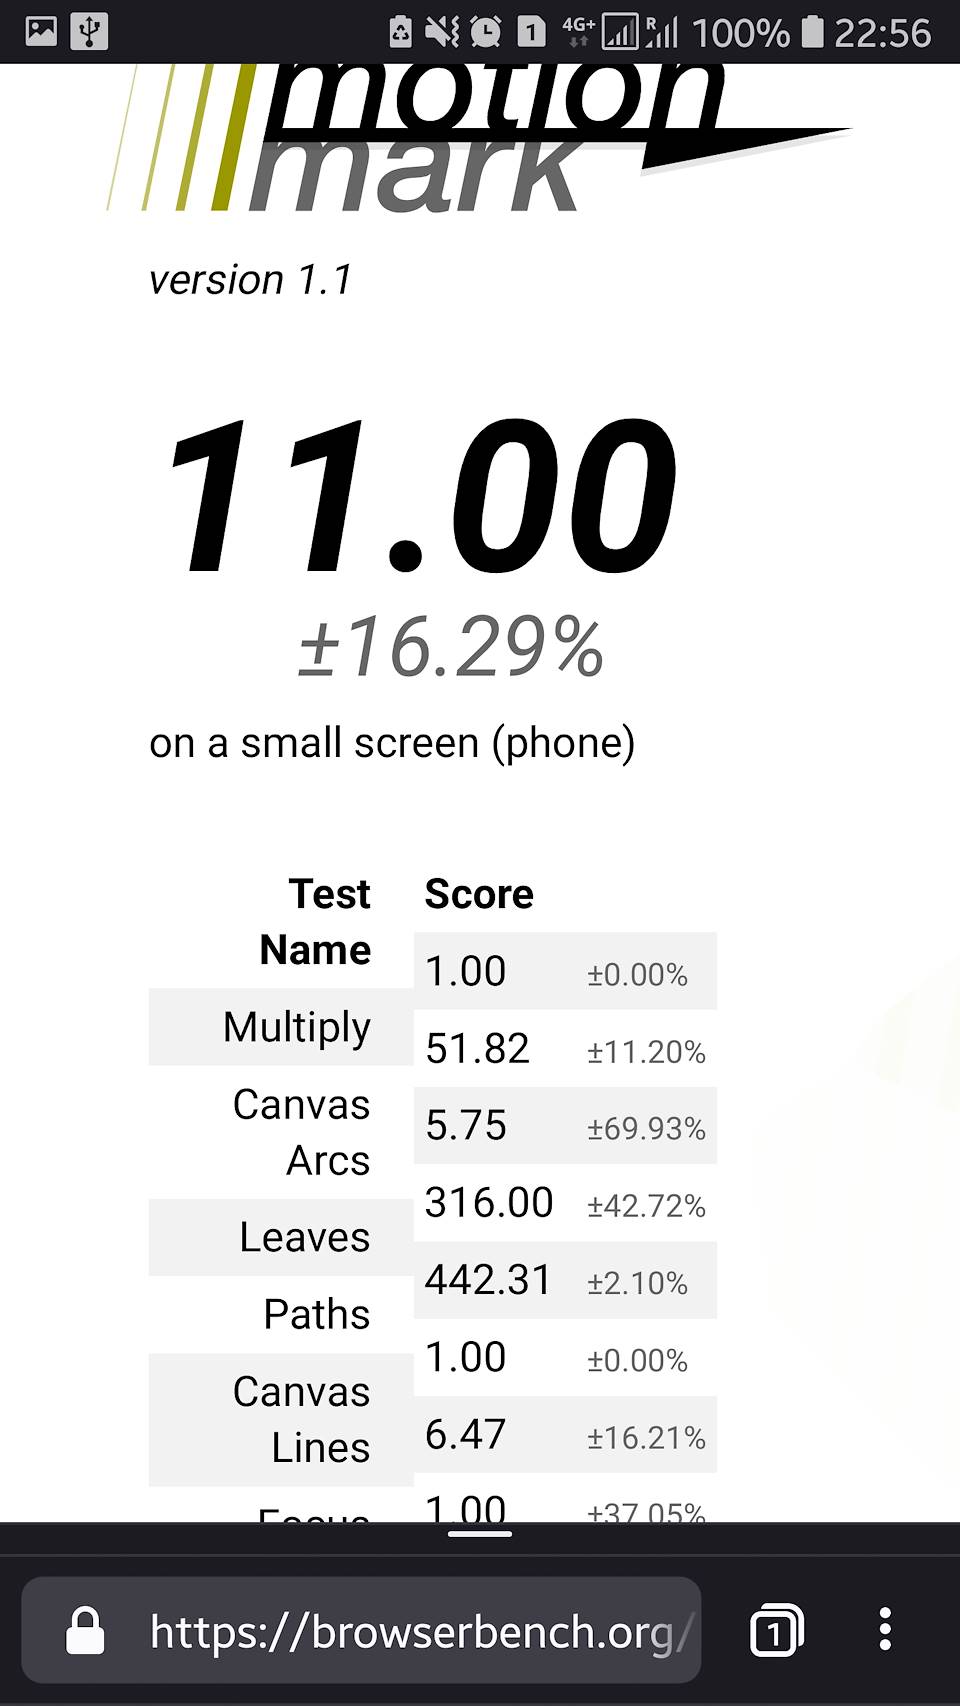 1 4G+ R 100% 22:56
motion
mark
version 1.1
11.00
±16.29%
on a small screen (phone)
Test Name
Score
Multiply
Canvas Arcs
Leaves
Paths
Canvas Lines
Focus
1.00 ±0.00%
51.82 ±11.20%
5.75 ±69.93%
316.00 ±42.72%
442.31 ±2.10%
1.00 ±0.00%
6.47 ±16.21%
1.00 ±37.05%
https://browserbench.org/
1